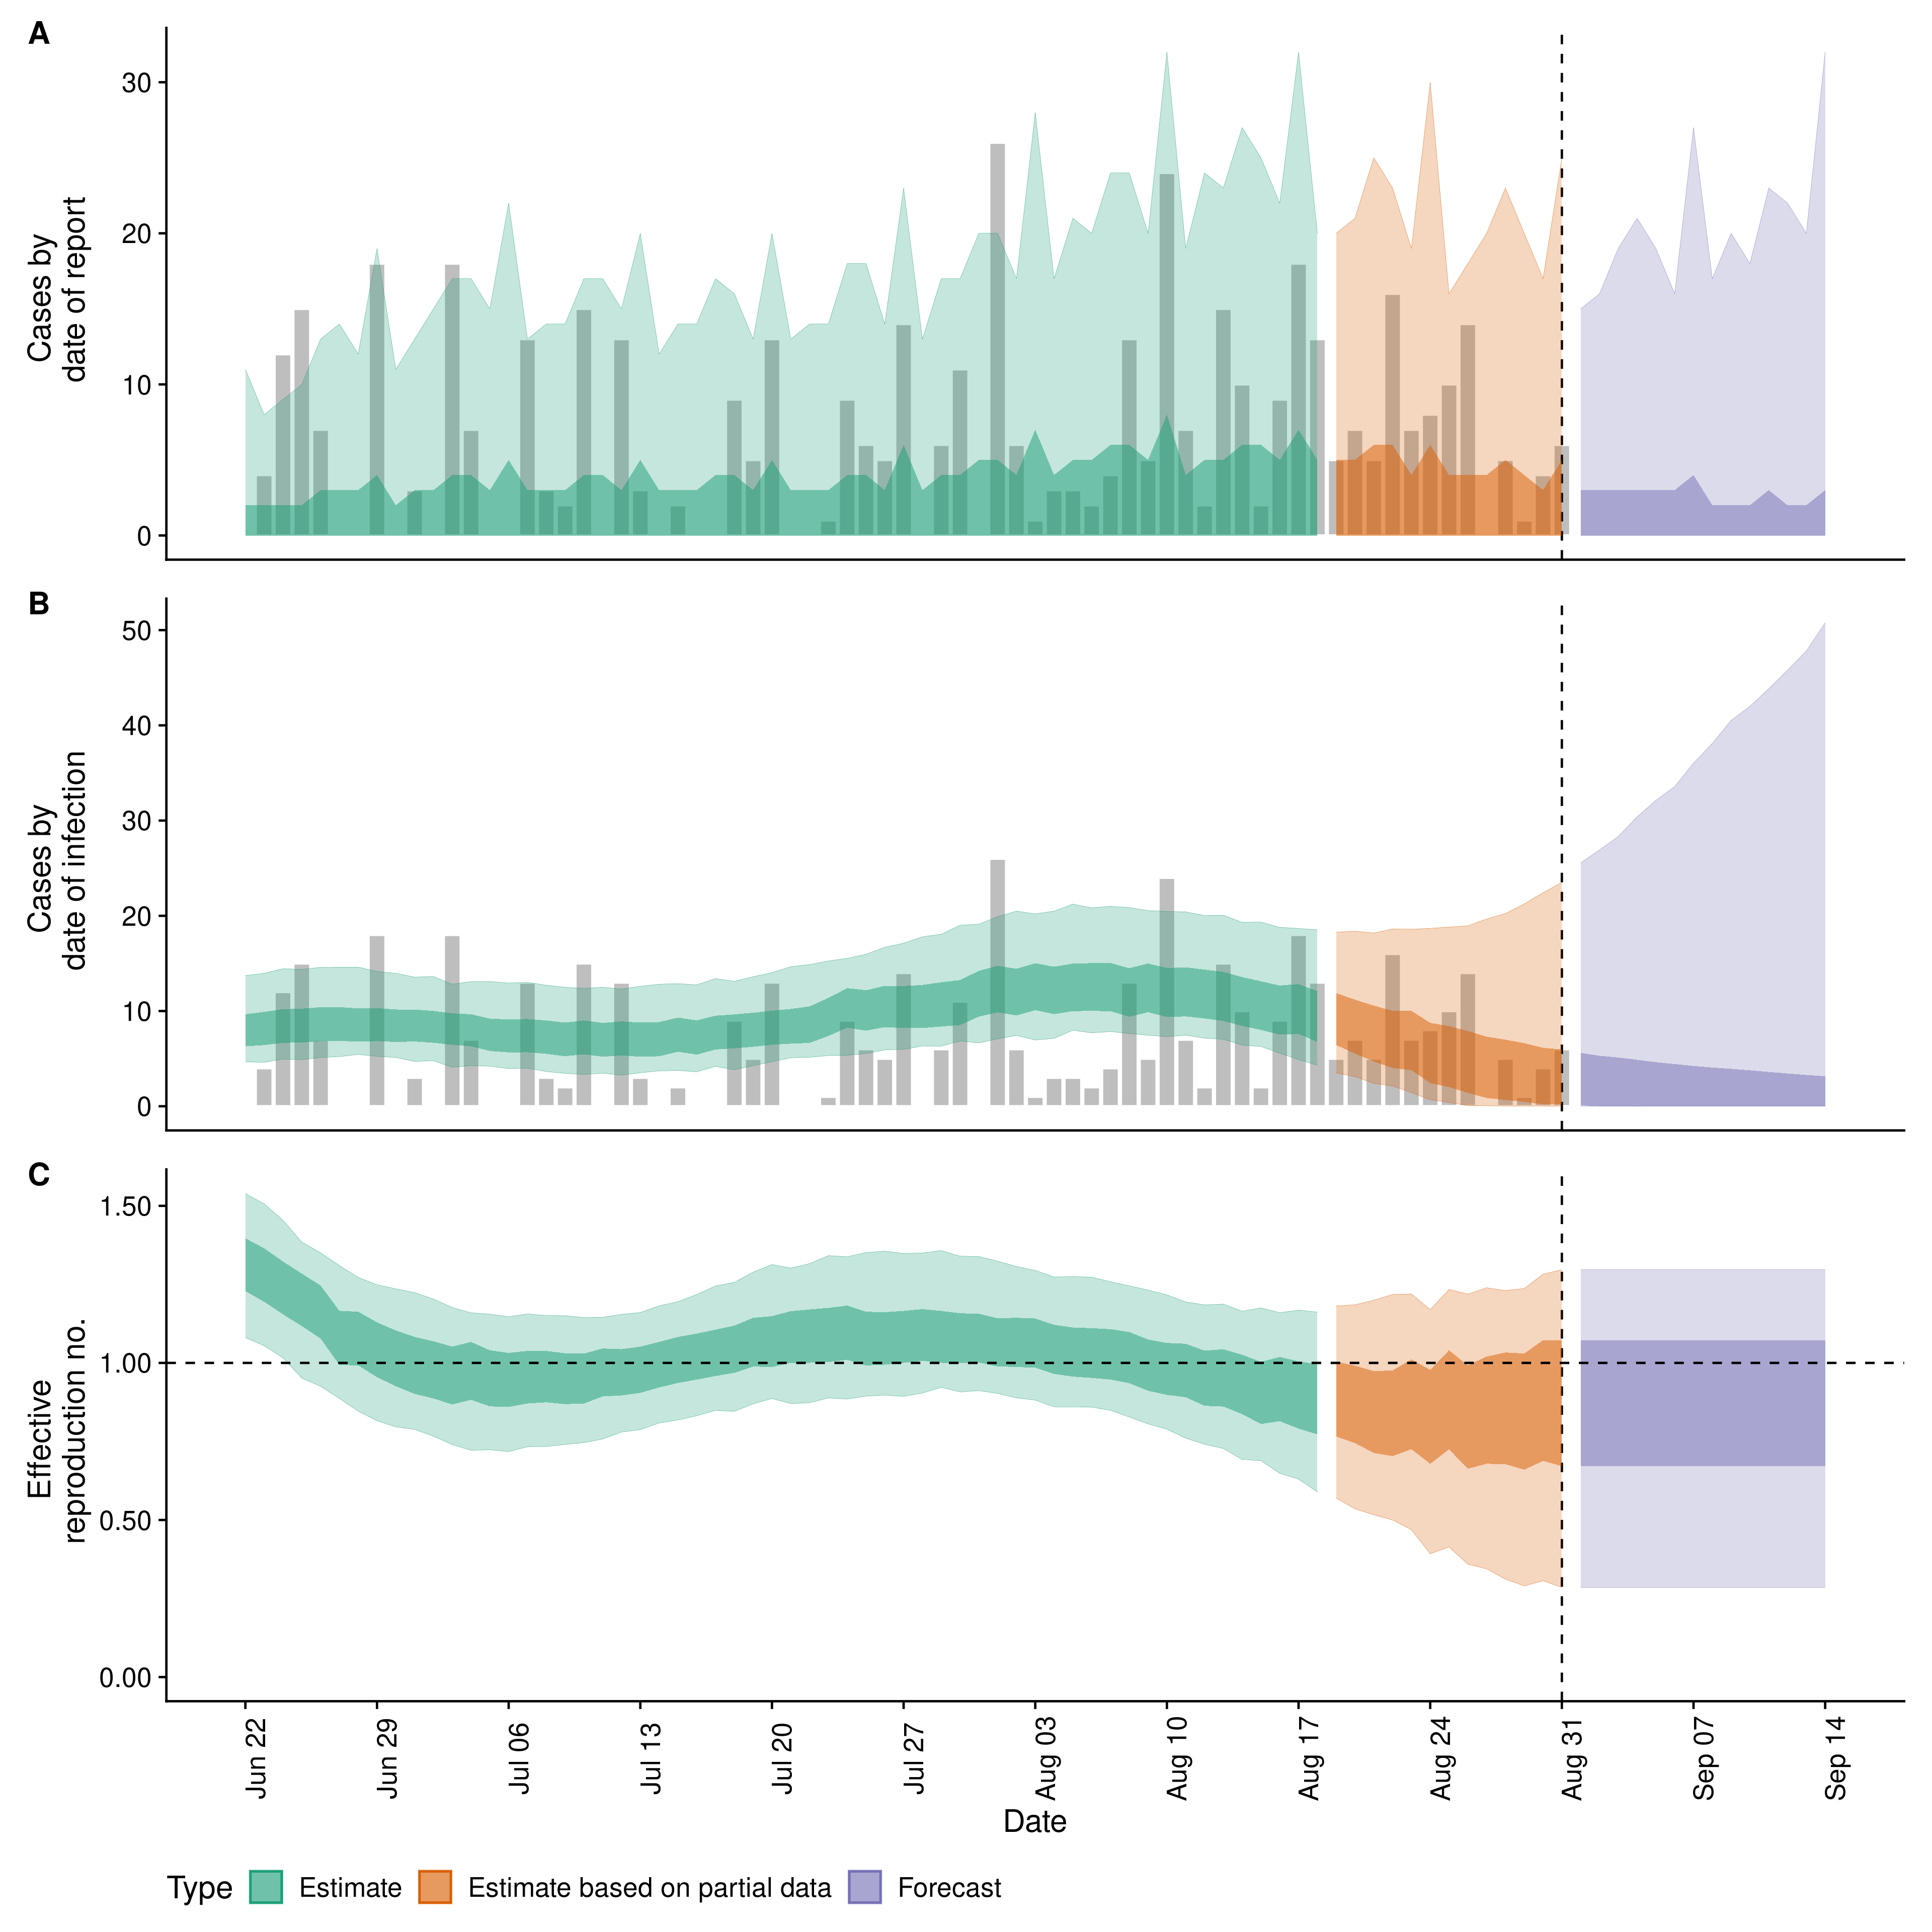 A
Cases by
date of report
30
20
10
0
B
Cases by
date of infection
50
40
30
20
10
0
C
Effective
reproduction no.
1.50
1.00
0.50
0.00
Jun 22
Jun 29
Jul 06
Jul 13
Jul 20
Jul 27
Aug 03
Aug 10
Aug 17
Aug 24
Aug 31
Sep 07
Sep 14
Date
Type
Estimate
Estimate based on partial data
Forecast